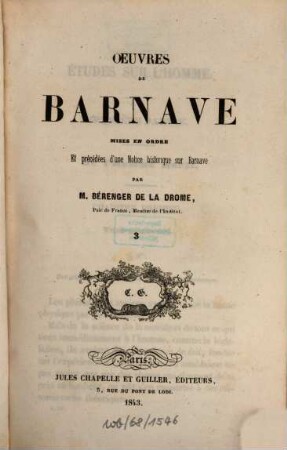 OEUVRES
DE
BARNAVE
MISES EN ORDRE
Et précédées d'une Notice historique sur Barnave
PAR
M. BÉRENGER DE LA DROME,
Pair de France, Membre de l'Institut.
3
C. G.
Paris
JULES CHAPELLE ET GUILLER, ÉDITEURS,
5, RUE DU PONT DE LODI.
1843.